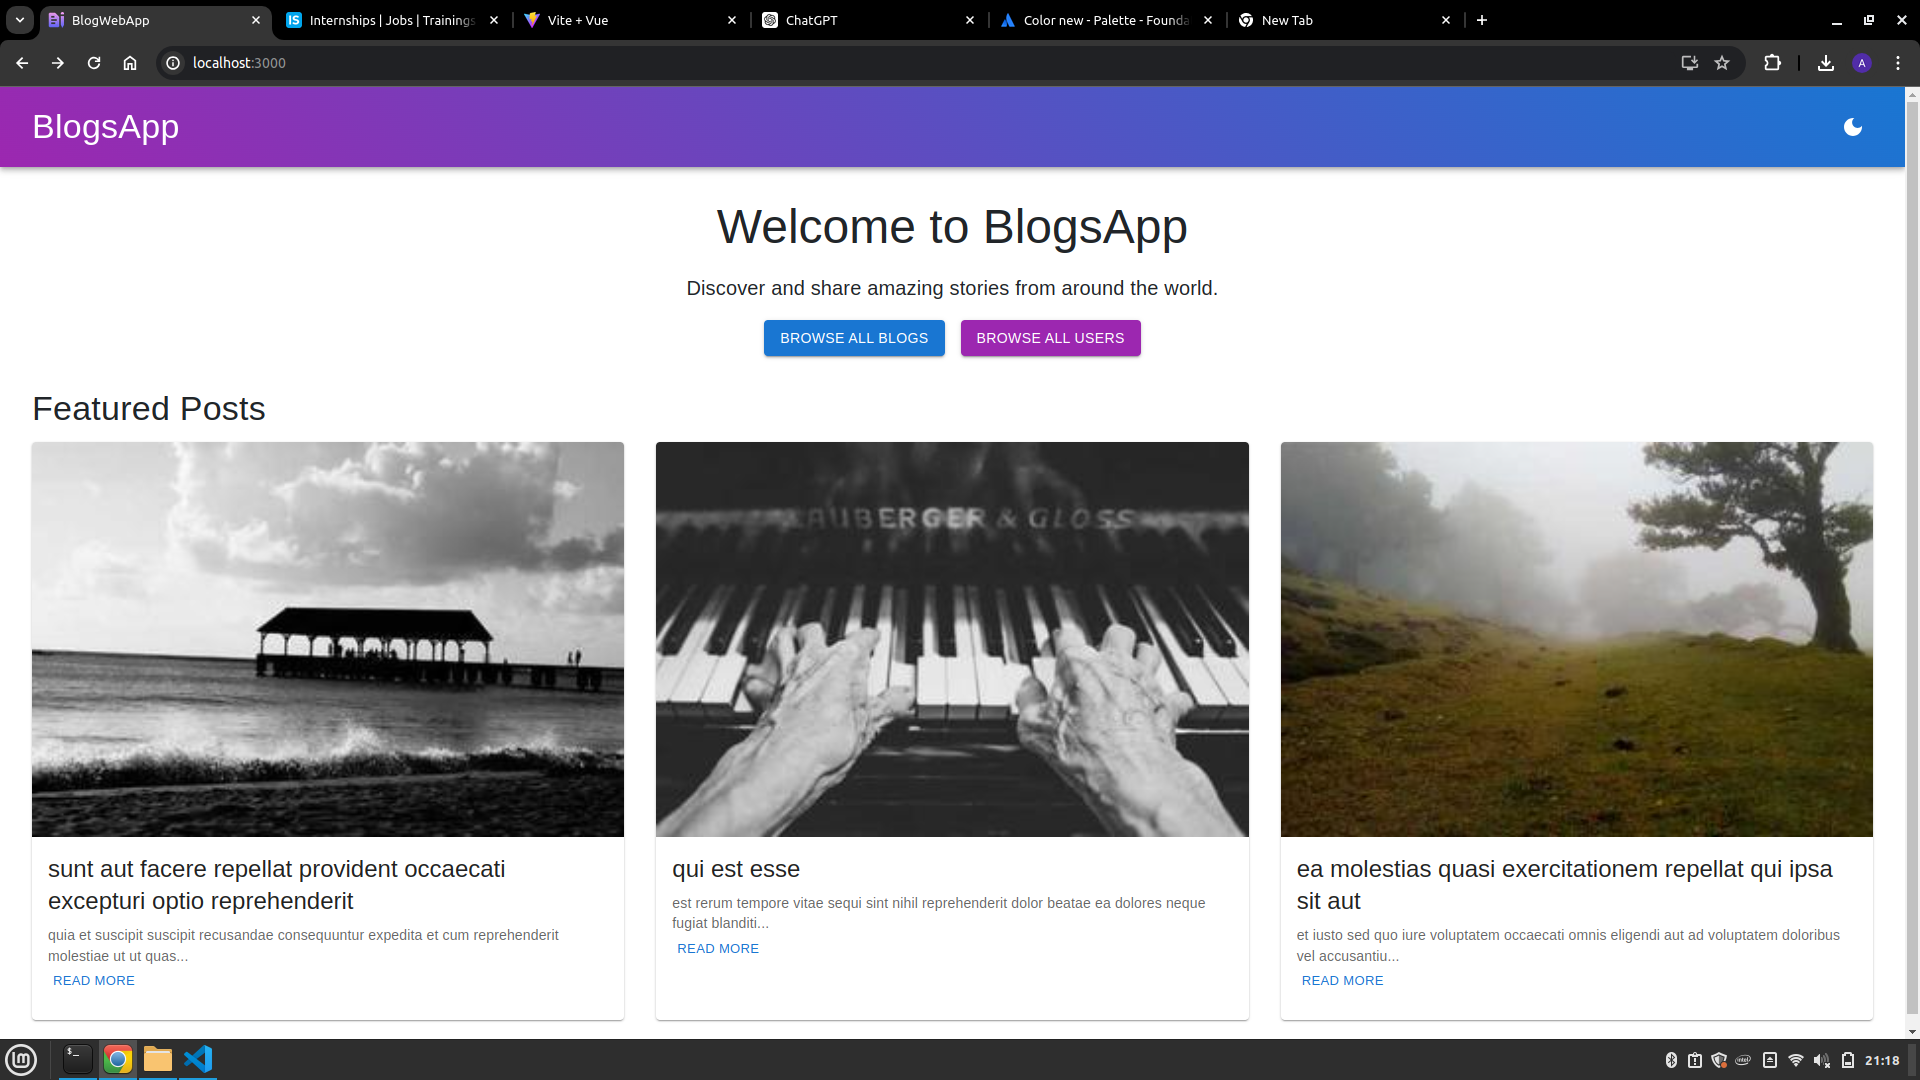 BlogWebApp
Internships | Jobs | Trainings
Vite + Vue
ChatGPT
Color new - Palette - Founda
New Tab
localhost:3000
A
BlogsApp
Welcome to BlogsApp
Discover and share amazing stories from around the world.
BROWSE ALL BLOGS
BROWSE ALL USERS
Featured Posts
AUBERGER & GLOSS
sunt aut facere repellat provident occaecati
excepturi optio reprehenderit
quia et suscipit suscipit recusandae consequuntur expedita et cum reprehenderit
molestiae ut ut quas...
READ MORE
qui est esse
est rerum tempore vitae sequi sint nihil reprehenderit dolor beatae ea dolores neque
fugiat blanditi...
READ MORE
ea molestias quasi exercitationem repellat qui ipsa
sit aut
et iusto sed quo iure voluptatem occaecati omnis eligendi aut ad voluptatem doloribus
vel accusantiu...
READ MORE
21:18